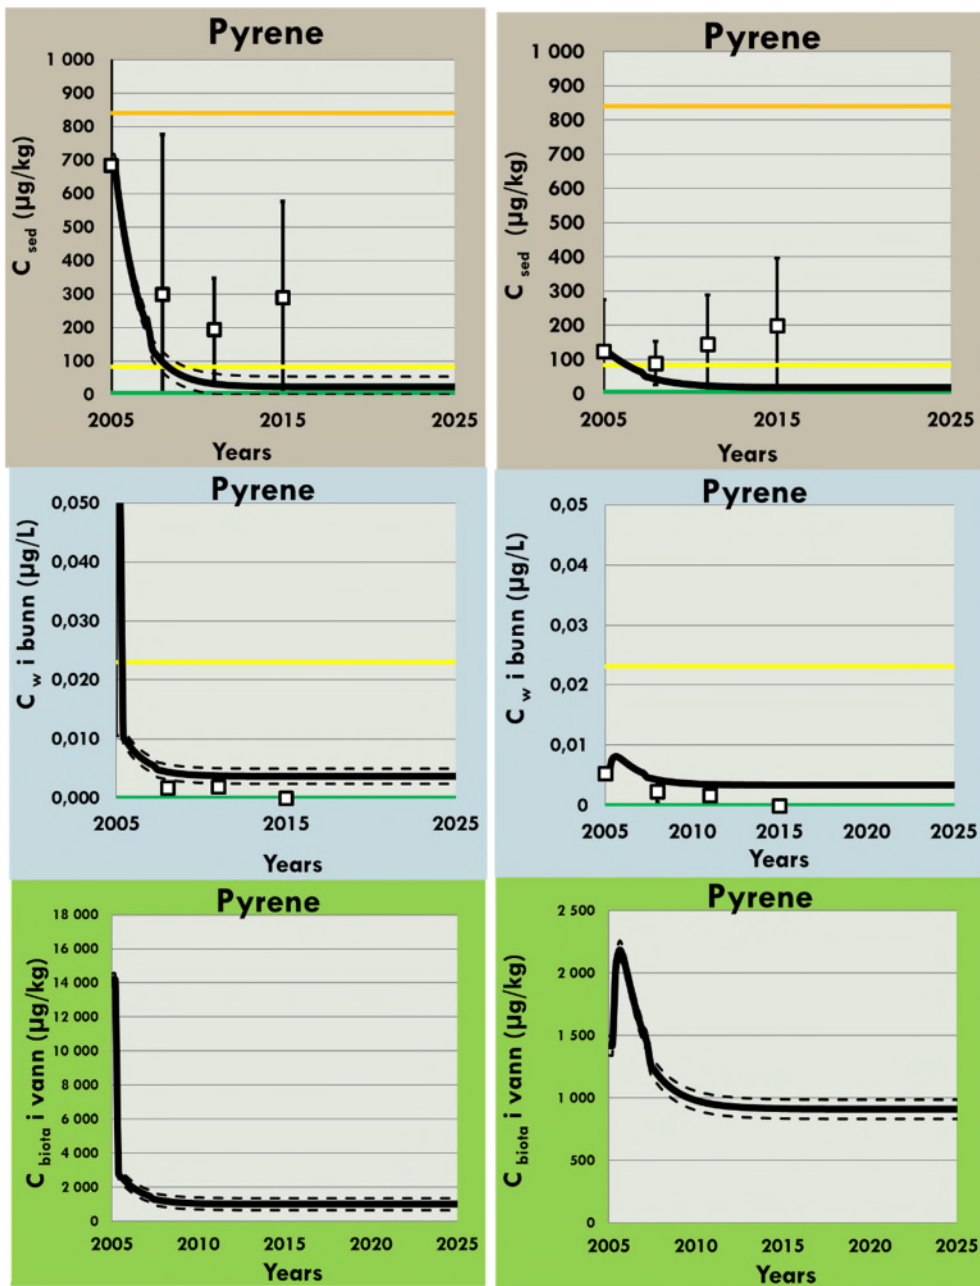 Pyrene
1 000
900
800
700
600
500
400
300
200
100
0
C sed (µg/kg)
2005 2015 2025
Years
Pyrene
1 000
900
800
700
600
500
400
300
200
100
0
C sed (µg/kg)
2005 2015 2025
Years
Pyrene
0,050
0,040
0,030
0,020
0,010
0,000
C w i bunn (µg/L)
2005 2015 2025
Years
Pyrene
0,05
0,04
0,03
0,02
0,01
0
C w i bunn (µg/L)
2005 2010 2015 2020 2025
Years
Pyrene
18 000
16 000
14 000
12 000
10 000
8 000
6 000
4 000
2 000
0
C biota i vann (µg/kg)
2005 2010 2015 2020 2025
Pyrene
2 500
2 000
1 500
1 000
500
0
C biota i vann (µg/kg)
2005 2010 2015 2020 2025